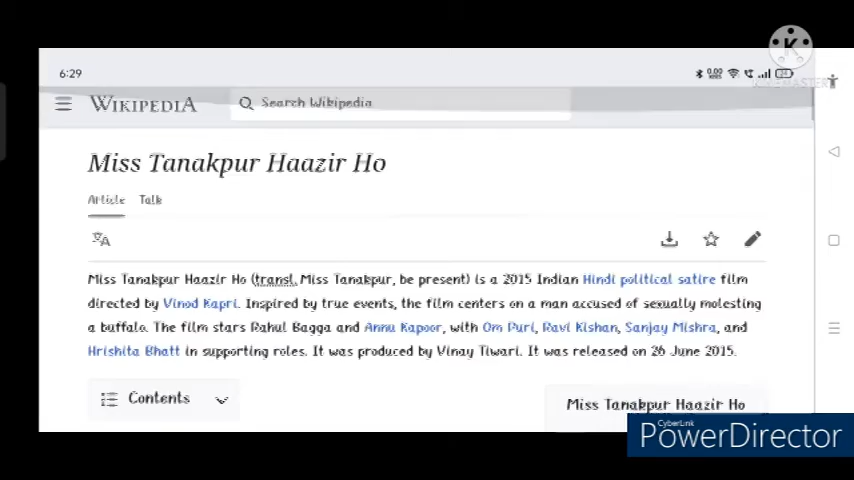 6:29
WIKIPEDIA
Search Wikipedia
Miss Tanakpur Haazir Ho
Article Talk
Miss Tanakpur Haazir Ho (transl. Miss Tanakpur, be present) is a 2015 Indian Hindi political satire film
directed by Vinod Kapri. Inspired by true events, the film centers on a man accused of sexually molesting
a buffalo. The film stars Rahul Bagga and Annu Kapoor, with Om Puri, Ravi Kishan, Sanjay Mishra, and
Hrishita Bhatt in supporting roles. It was produced by Vinay Tiwari. It was released on 26 June 2015.
Contents
Miss Tanakpur Haazir Ho
CyberLink
PowerDirector